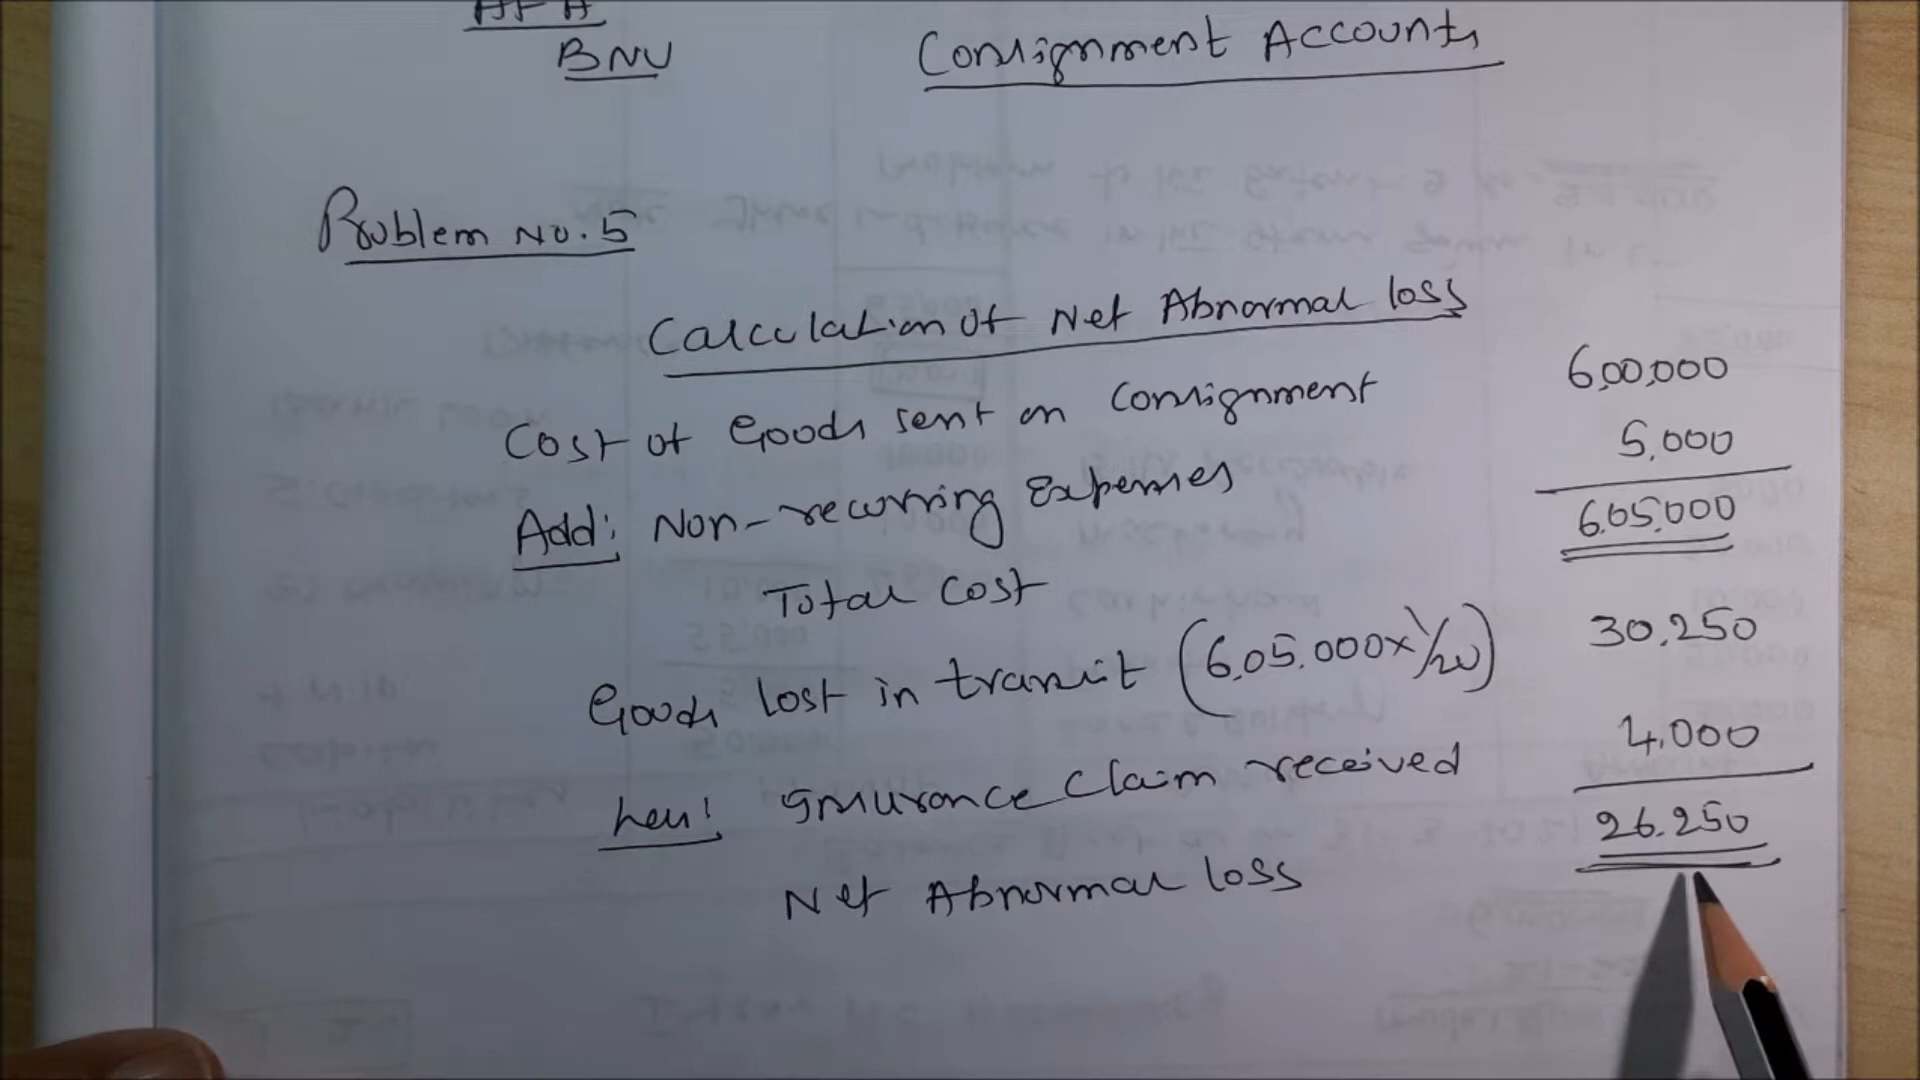 BNU
Consignment Accounts
Problem No. 5
Calculation of Net Abnormal loss
Cost of Goods sent on consignment 6,00,000
Add: Non-recurring Expenses 5,000
Total cost 6,05,000
Goods lost in transit (6,05,000 x 1/20) 30,250
Less: Insurance claim received 4,000
Net Abnormal loss 26,250